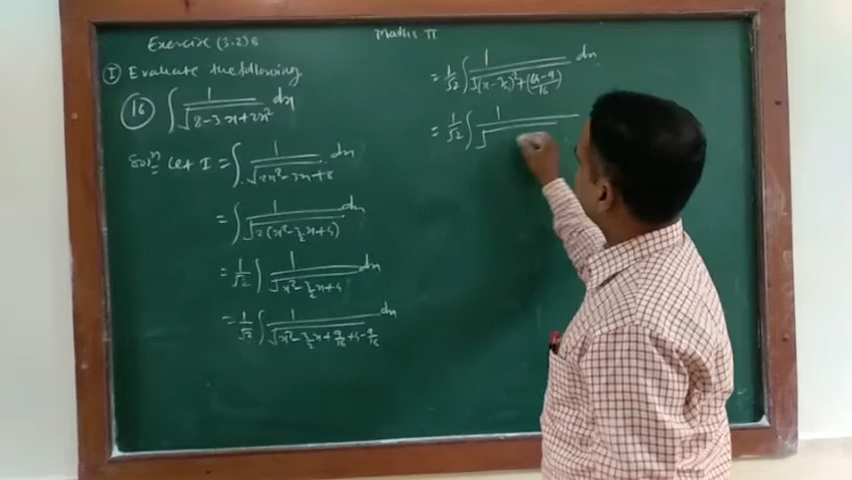 Exercise (3.2) B
Maths II
I Evaluate the following
16 ∫ 1/√(8-3x+2x²) dx
Solⁿ Let I = ∫ 1/√(2x²-3x+8) dx
= ∫ 1/√(2(x²-3/2x+4)) dx
= 1/√2 ∫ 1/√(x²-3/2x+4) dx
= 1/√2 ∫ 1/√(x²-3/2x+9/16+4-9/16) dx
= 1/√2 ∫ 1/√((x-3/4)²+(64-9/16)) dx
= 1/√2 ∫ 1/√